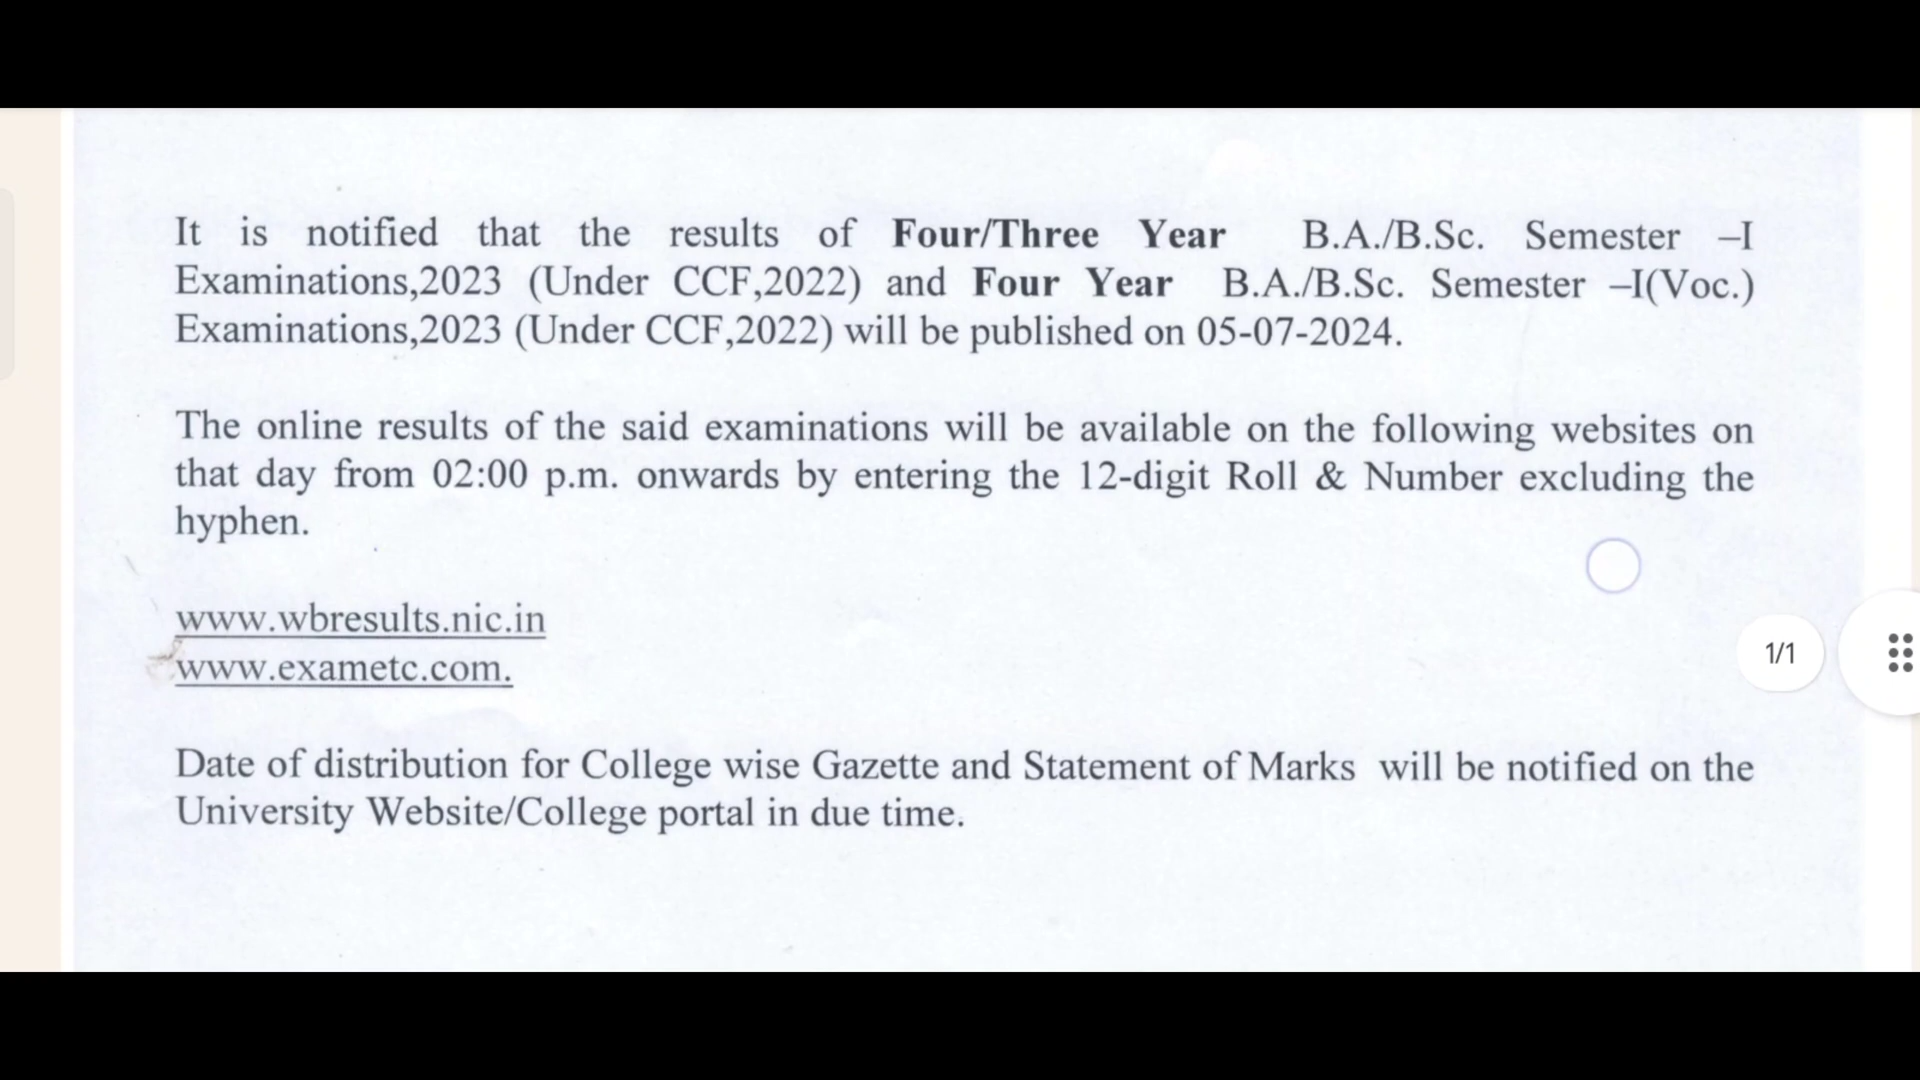 It is notified that the results of Four/Three Year B.A./B.Sc. Semester –I
Examinations,2023 (Under CCF,2022) and Four Year B.A./B.Sc. Semester –I(Voc.)
Examinations,2023 (Under CCF,2022) will be published on 05-07-2024.
The online results of the said examinations will be available on the following websites on
that day from 02:00 p.m. onwards by entering the 12-digit Roll & Number excluding the
hyphen.
www.wbresults.nic.in
www.exametc.com.
1/1
Date of distribution for College wise Gazette and Statement of Marks will be notified on the
University Website/College portal in due time.